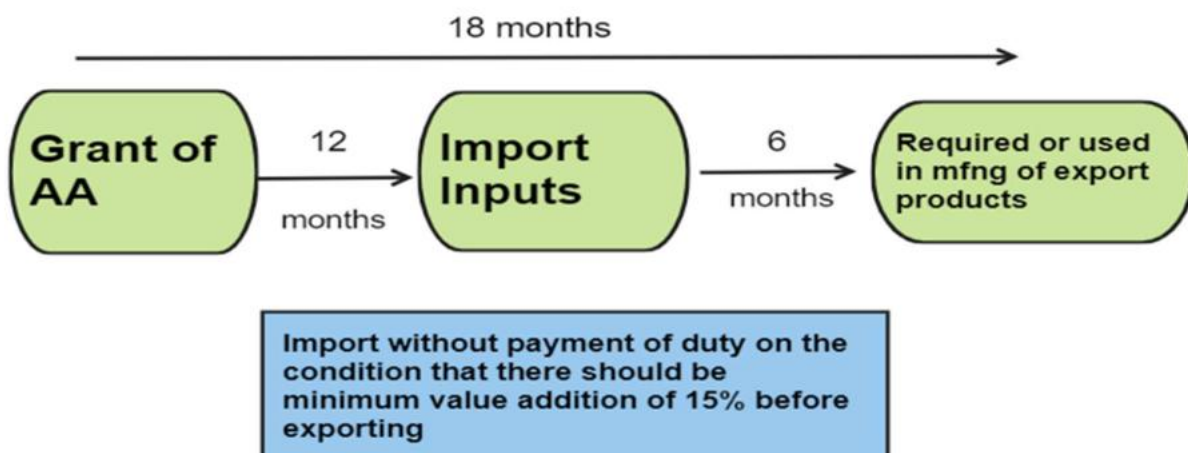 18 months
Grant of
AA
12
months
Import
Inputs
6
months
Required or used
in mfng of export
products
Import without payment of duty on the
condition that there should be
minimum value addition of 15% before
exporting